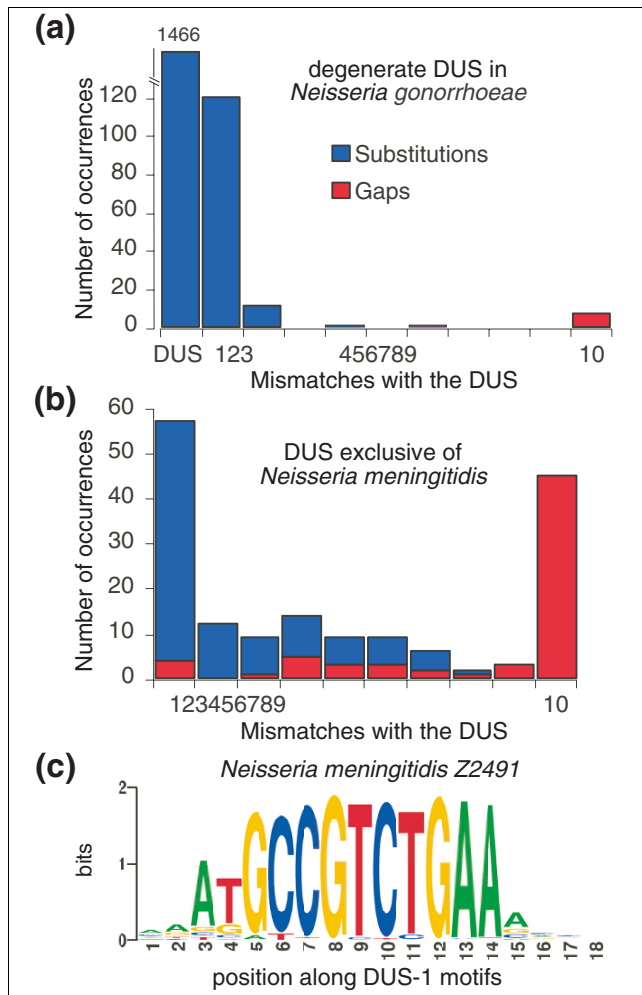 (a)
1466
degenerate DUS in
Neisseria gonorrhoeae
Substitutions
Gaps
Number of occurrences
120
100
80
60
40
20
0
DUS 123 456789 10
Mismatches with the DUS
(b)
DUS exclusive of
Neisseria meningitidis
Number of occurrences
60
50
40
30
20
10
0
123456789 10
Mismatches with the DUS
(c)
Neisseria meningitidis Z2491
bits
2
1
0
ATGCCGTCTGAAA
1 2 3 4 5 6 7 8 9 10 11 12 13 14 15 16 17 18
position along DUS-1 motifs